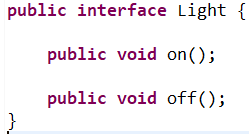 public interface Light {
public void on();
public void off();
}